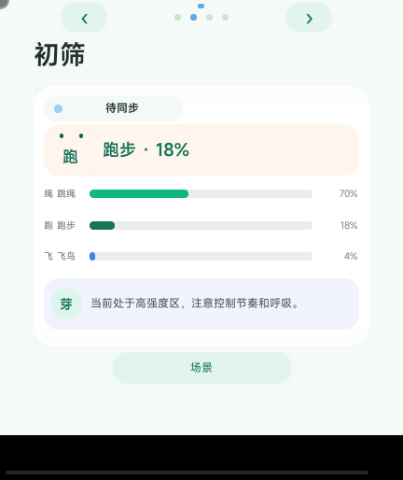 初筛
待同步
跑
跑步 · 18%
绳 跳绳 70%
跑 跑步 18%
飞 飞鸟 4%
芽
当前处于高强度区，注意控制节奏和呼吸。
场景